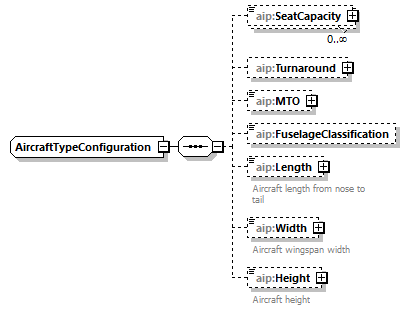 aip:SeatCapacity
0..∞
aip:Turnaround
aip:MTO
AircraftTypeConfiguration
aip:FuselageClassification
aip:Length
Aircraft length from nose to
tail
aip:Width
Aircraft wingspan width
aip:Height
Aircraft height